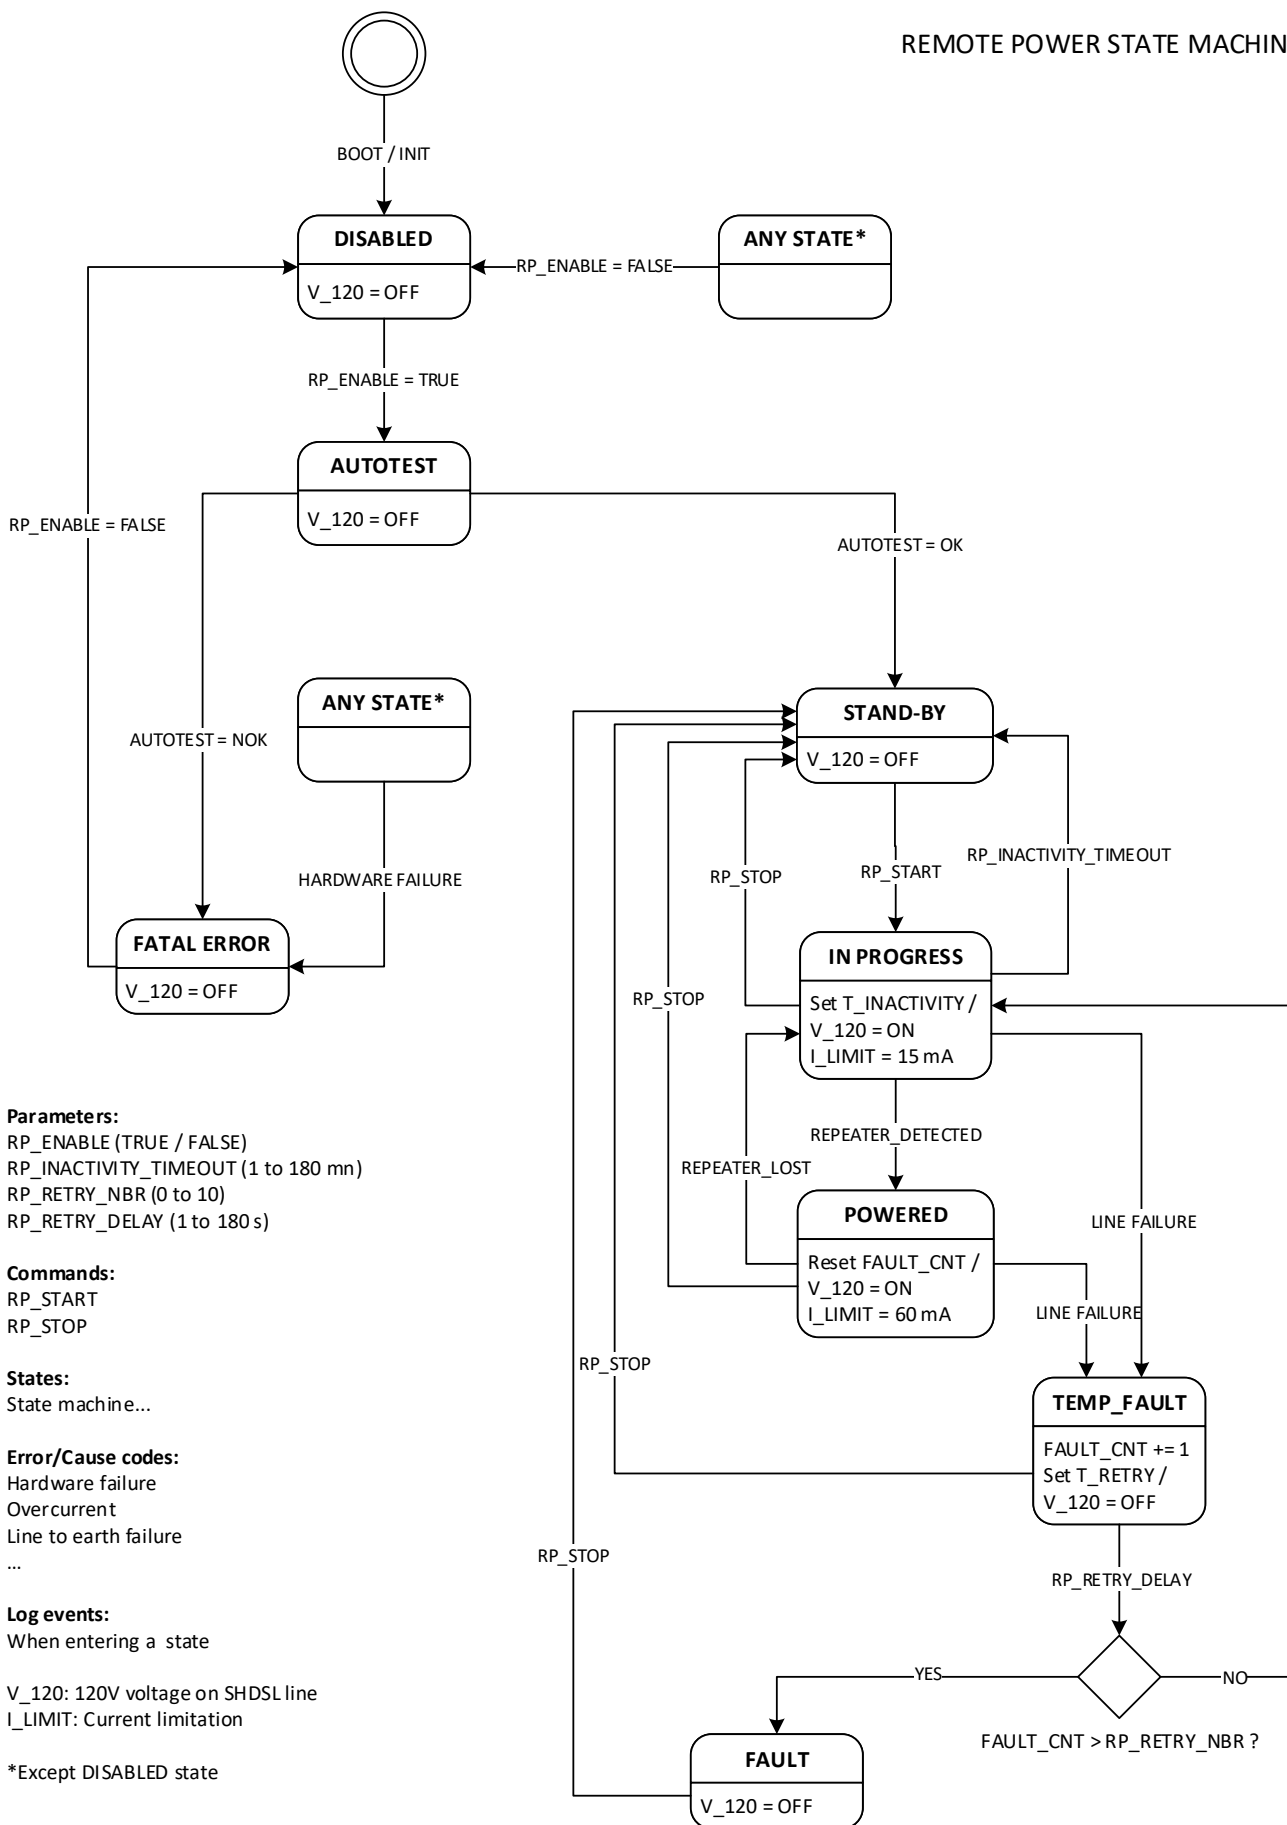 REMOTE POWER STATE MACHIN
BOOT / INIT
DISABLED
V_120 = OFF
ANY STATE*
RP_ENABLE = FALSE
RP_ENABLE = TRUE
AUTOTEST
V_120 = OFF
RP_ENABLE = FALSE
AUTOTEST = OK
ANY STATE*
AUTOTEST = NOK
STAND-BY
V_120 = OFF
HARDWARE FAILURE
RP_STOP
RP_START
RP_INACTIVITY_TIMEOUT
FATAL ERROR
V_120 = OFF
IN PROGRESS
Set T_INACTIVITY /
V_120 = ON
I_LIMIT = 15 mA
RP_STOP
REPEATER_DETECTED
REPEATER_LOST
POWERED
Reset FAULT_CNT /
V_120 = ON
I_LIMIT = 60 mA
LINE FAILURE
LINE FAILURE
RP_STOP
TEMP_FAULT
FAULT_CNT += 1
Set T_RETRY /
V_120 = OFF
RP_STOP
RP_RETRY_DELAY
YES
NO
FAULT_CNT > RP_RETRY_NBR ?
FAULT
V_120 = OFF
Parameters:
RP_ENABLE (TRUE / FALSE)
RP_INACTIVITY_TIMEOUT (1 to 180 mn)
RP_RETRY_NBR (0 to 10)
RP_RETRY_DELAY (1 to 180 s)
Commands:
RP_START
RP_STOP
States:
State machine...
Error/Cause codes:
Hardware failure
Overcurrent
Line to earth failure
...
Log events:
When entering a state
V_120: 120V voltage on SHDSL line
I_LIMIT: Current limitation
*Except DISABLED state